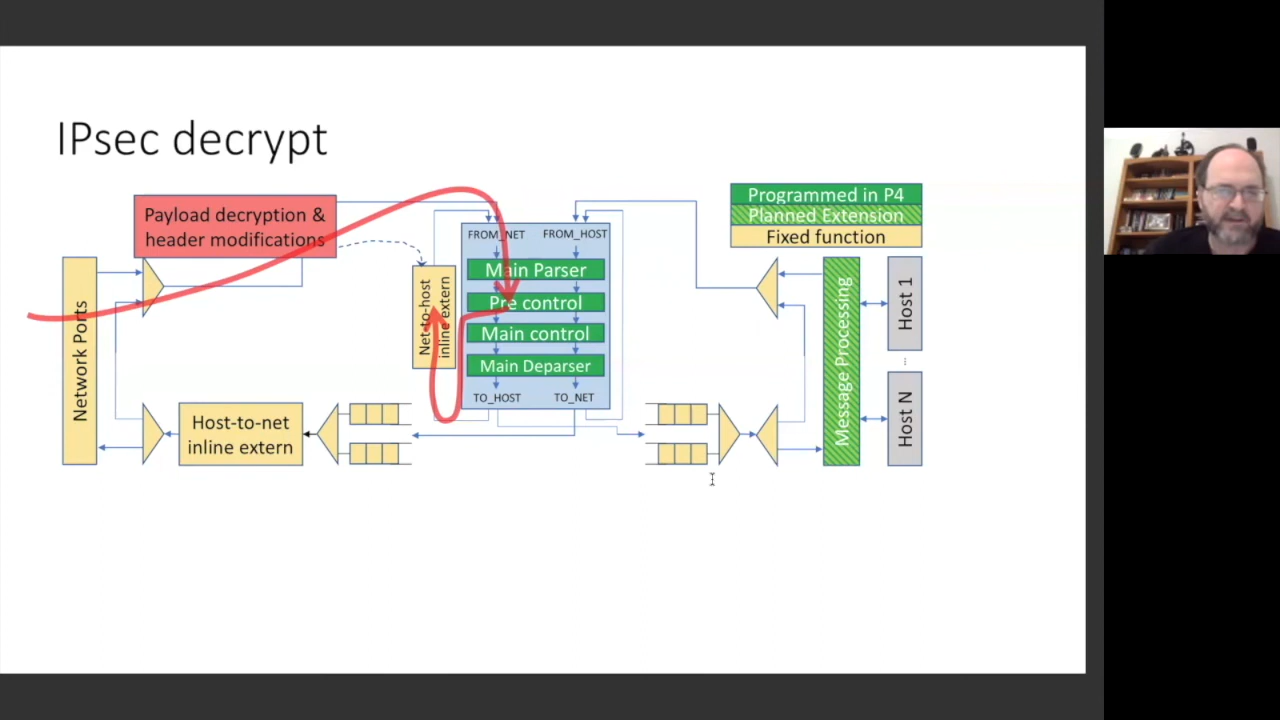 IPsec decrypt
Payload decryption &
header modifications
Programmed in P4
Planned Extension
Fixed function
FROM_NET
FROM_HOST
Main Parser
Pre control
Main control
Main Deparser
TO_HOST
TO_NET
Network Ports
Net-to-host
inline extern
Host-to-net
inline extern
Message Processing
Host 1
...
Host N